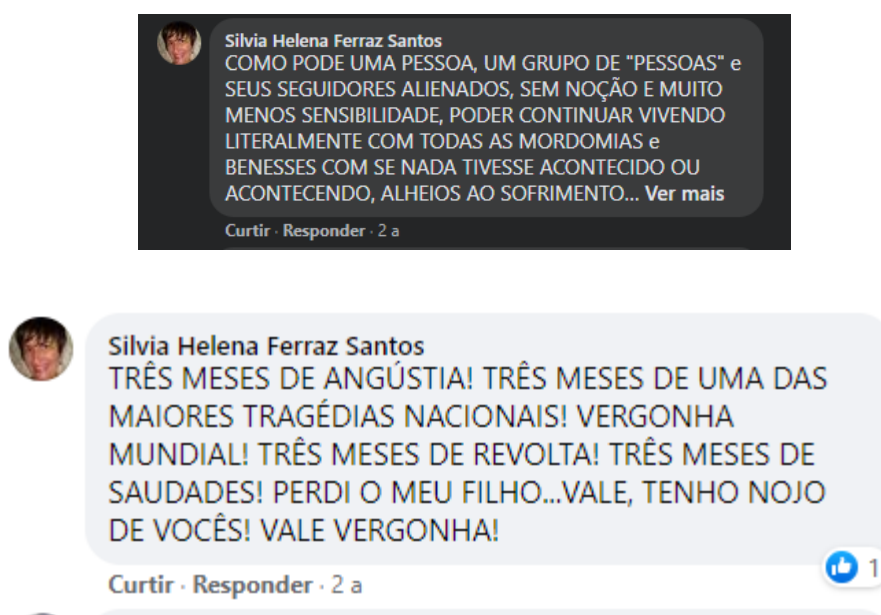 Silvia Helena Ferraz Santos
COMO PODE UMA PESSOA, UM GRUPO DE "PESSOAS" e
SEUS SEGUIDORES ALIENADOS, SEM NOÇÃO E MUITO
MENOS SENSIBILIDADE, PODER CONTINUAR VIVENDO
LITERALMENTE COM TODAS AS MORDOMIAS e
BENESSES COM SE NADA TIVESSE ACONTECIDO OU
ACONTECENDO, ALHEIOS AO SOFRIMENTO... Ver mais
Curtir · Responder · 2 a
Silvia Helena Ferraz Santos
TRÊS MESES DE ANGÚSTIA! TRÊS MESES DE UMA DAS
MAIORES TRAGÉDIAS NACIONAIS! VERGONHA
MUNDIAL! TRÊS MESES DE REVOLTA! TRÊS MESES DE
SAUDADES! PERDI O MEU FILHO...VALE, TENHO NOJO
DE VOCÊS! VALE VERGONHA!
1
Curtir · Responder · 2 a